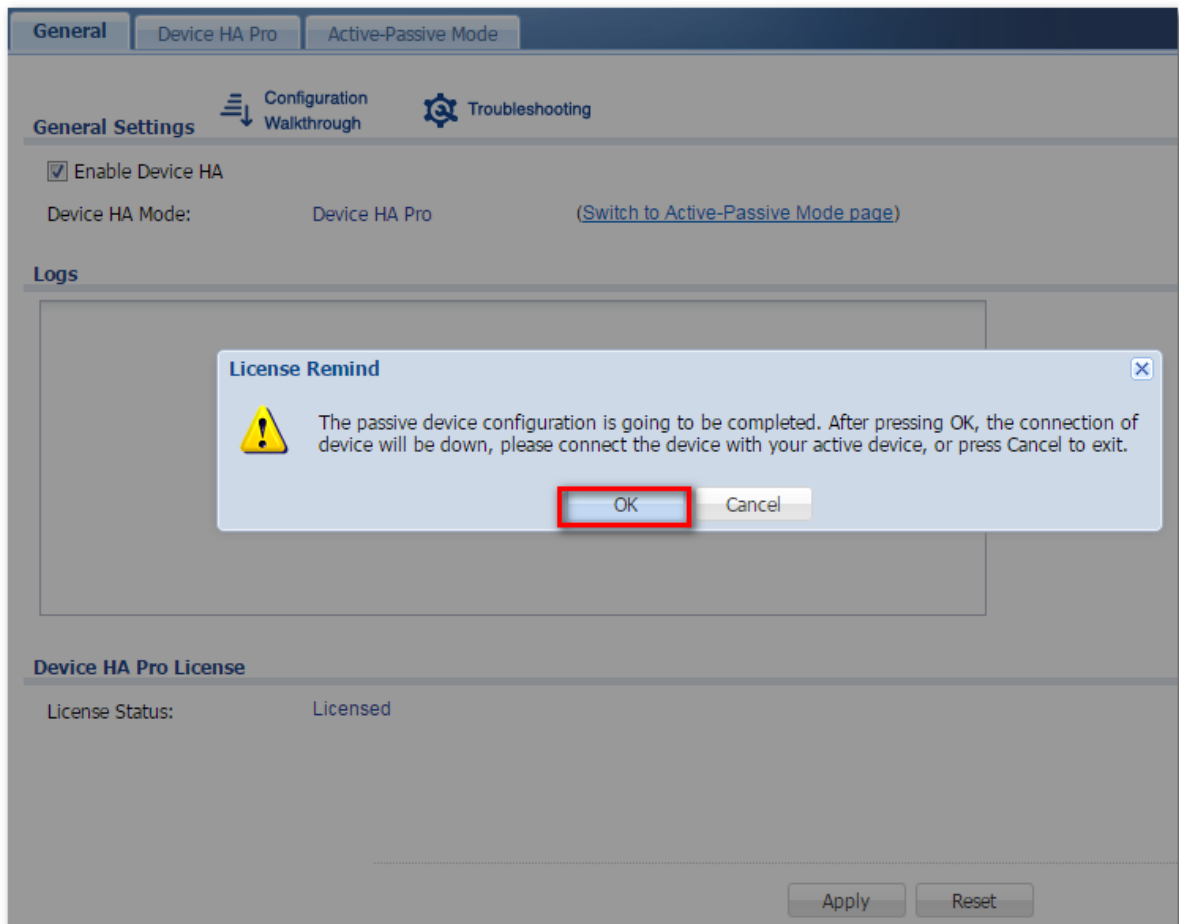 General
Device HA Pro
Active-Passive Mode
Configuration
Walkthrough
Troubleshooting
General Settings
Enable Device HA
Device HA Mode: Device HA Pro (Switch to Active-Passive Mode page)
Logs
License Remind
The passive device configuration is going to be completed. After pressing OK, the connection of
device will be down, please connect the device with your active device, or press Cancel to exit.
OK
Cancel
Device HA Pro License
License Status: Licensed
Apply
Reset